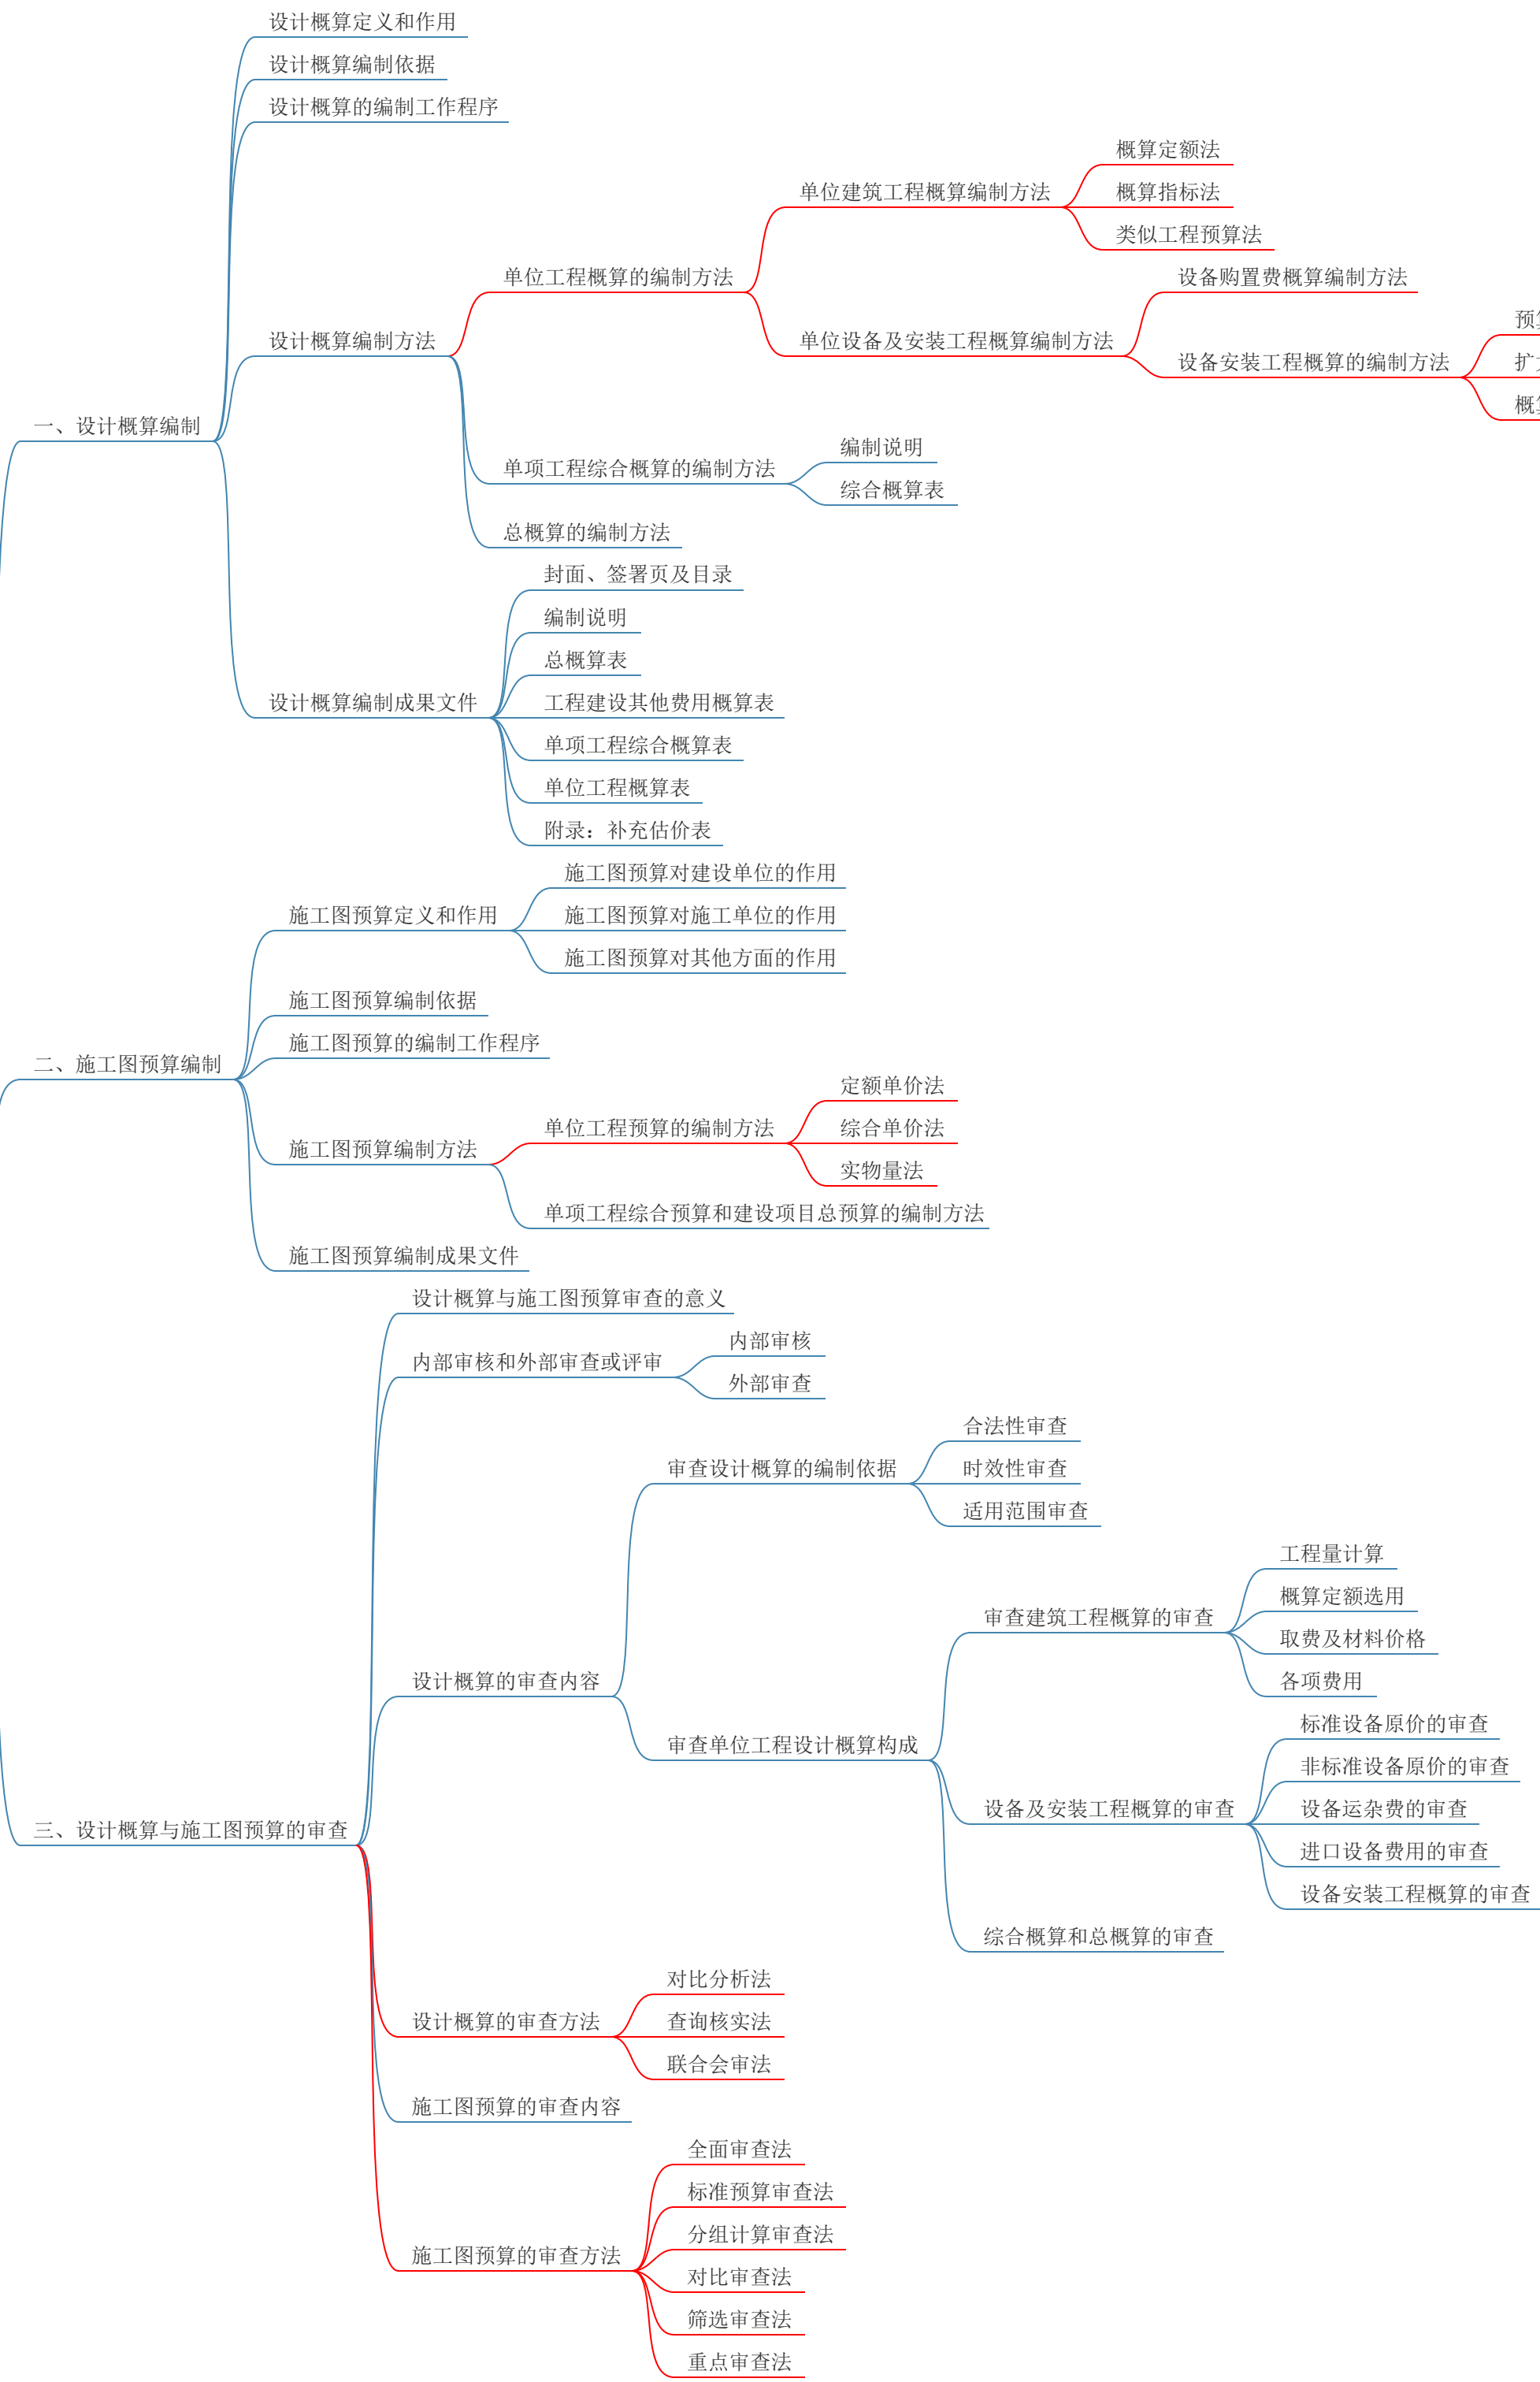 设计概算定义和作用
设计概算编制依据
设计概算的编制工作程序
概算定额法
单位建筑工程概算编制方法
概算指标法
类似工程预算法
单位工程概算的编制方法
设备购置费概算编制方法
预
设计概算编制方法
单位设备及安装工程概算编制方法
设备安装工程概算的编制方法
扩
概
一、设计概算编制
编制说明
单项工程综合概算的编制方法
综合概算表
总概算的编制方法
封面、签署页及目录
编制说明
总概算表
设计概算编制成果文件
工程建设其他费用概算表
单项工程综合概算表
单位工程概算表
附录：补充估价表
施工图预算对建设单位的作用
施工图预算定义和作用
施工图预算对施工单位的作用
施工图预算对其他方面的作用
施工图预算编制依据
施工图预算的编制工作程序
二、施工图预算编制
定额单价法
单位工程预算的编制方法
综合单价法
施工图预算编制方法
实物量法
单项工程综合预算和建设项目总预算的编制方法
施工图预算编制成果文件
设计概算与施工图预算审查的意义
内部审核
内部审核和外部审查或评审
外部审查
合法性审查
审查设计概算的编制依据
时效性审查
适用范围审查
工程量计算
概算定额选用
审查建筑工程概算的审查
取费及材料价格
设计概算的审查内容
各项费用
标准设备原价的审查
审查单位工程设计概算构成
非标准设备原价的审查
设备及安装工程概算的审查
设备运杂费的审查
三、设计概算与施工图预算的审查
进口设备费用的审查
设备安装工程概算的审查
综合概算和总概算的审查
对比分析法
设计概算的审查方法
查询核实法
联合会审法
施工图预算的审查内容
全面审查法
标准预算审查法
分组计算审查法
施工图预算的审查方法
对比审查法
筛选审查法
重点审查法